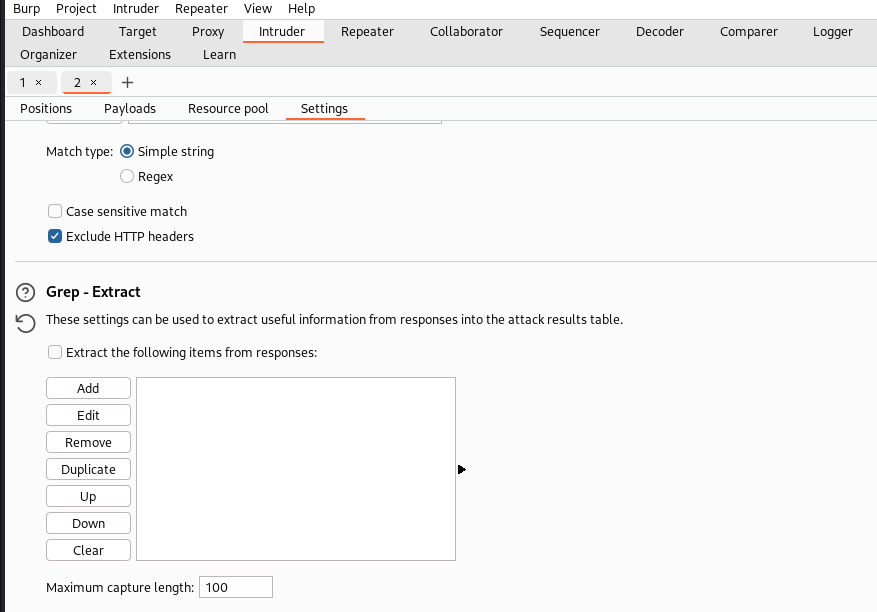 Burp Project Intruder Repeater View Help
Dashboard Target Proxy Intruder Repeater Collaborator Sequencer Decoder Comparer Logger
Organizer Extensions Learn
1 × 2 × +
Positions Payloads Resource pool Settings
Match type: Simple string
Regex
Case sensitive match
Exclude HTTP headers
Grep - Extract
These settings can be used to extract useful information from responses into the attack results table.
Extract the following items from responses:
Add
Edit
Remove
Duplicate
Up
Down
Clear
Maximum capture length: 100